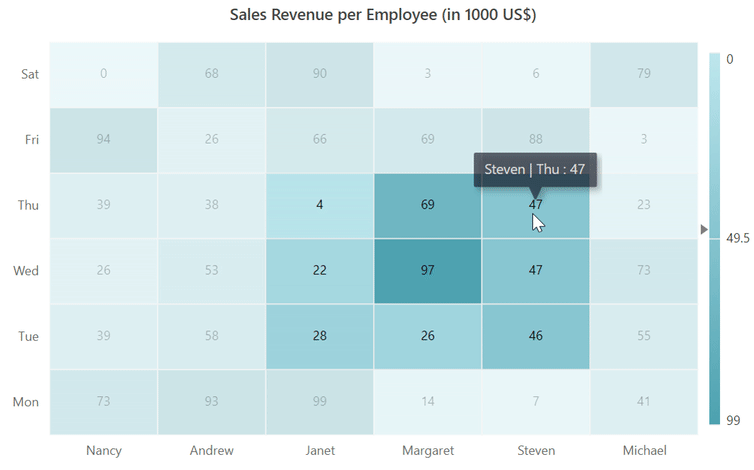 Sales Revenue per Employee (in 1000 US$)
Sat 0 68 90 3 6 79 0
Fri 94 26 66 69 88 3
Steven | Thu : 47
Thu 39 38 4 69 47 23
49.5
Wed 26 53 22 97 47 73
Tue 39 58 28 26 46 55
Mon 73 93 99 14 7 41
99
Nancy Andrew Janet Margaret Steven Michael